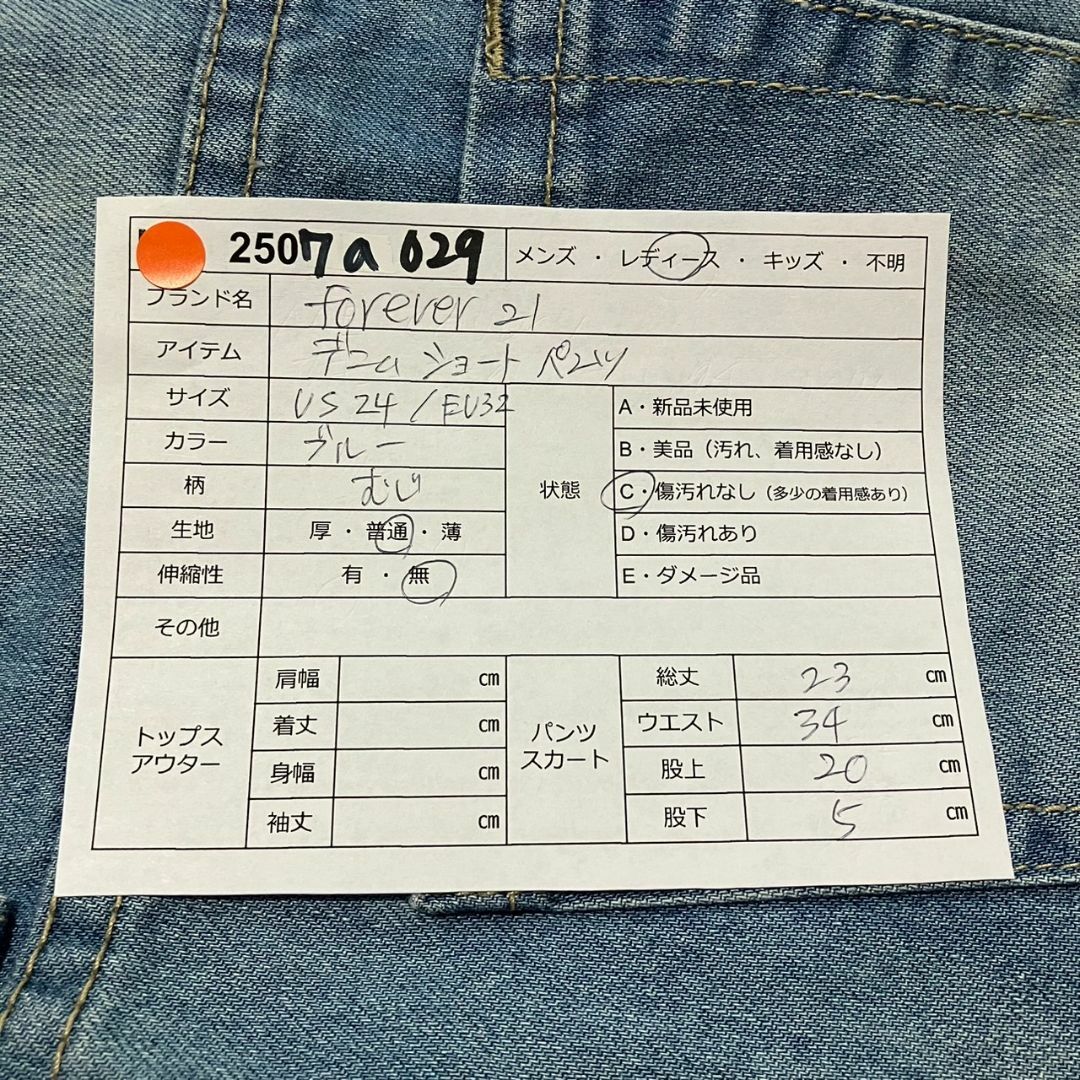 2507a029 メンズ・レディース・キッズ・不明
ブランド名 forever 21
アイテム デニム ショート パンツ
サイズ US 24 / EU32
カラー ブルー
柄 むじ
生地 厚・普通・薄
伸縮性 有・無
状態
A・新品未使用
B・美品（汚れ、着用感なし）
C・傷汚れなし（多少の着用感あり）
D・傷汚れあり
E・ダメージ品
その他
トップス
アウター
肩幅 cm
着丈 cm
身幅 cm
袖丈 cm
パンツ
スカート
総丈 23 cm
ウエスト 34 cm
股上 20 cm
股下 5 cm